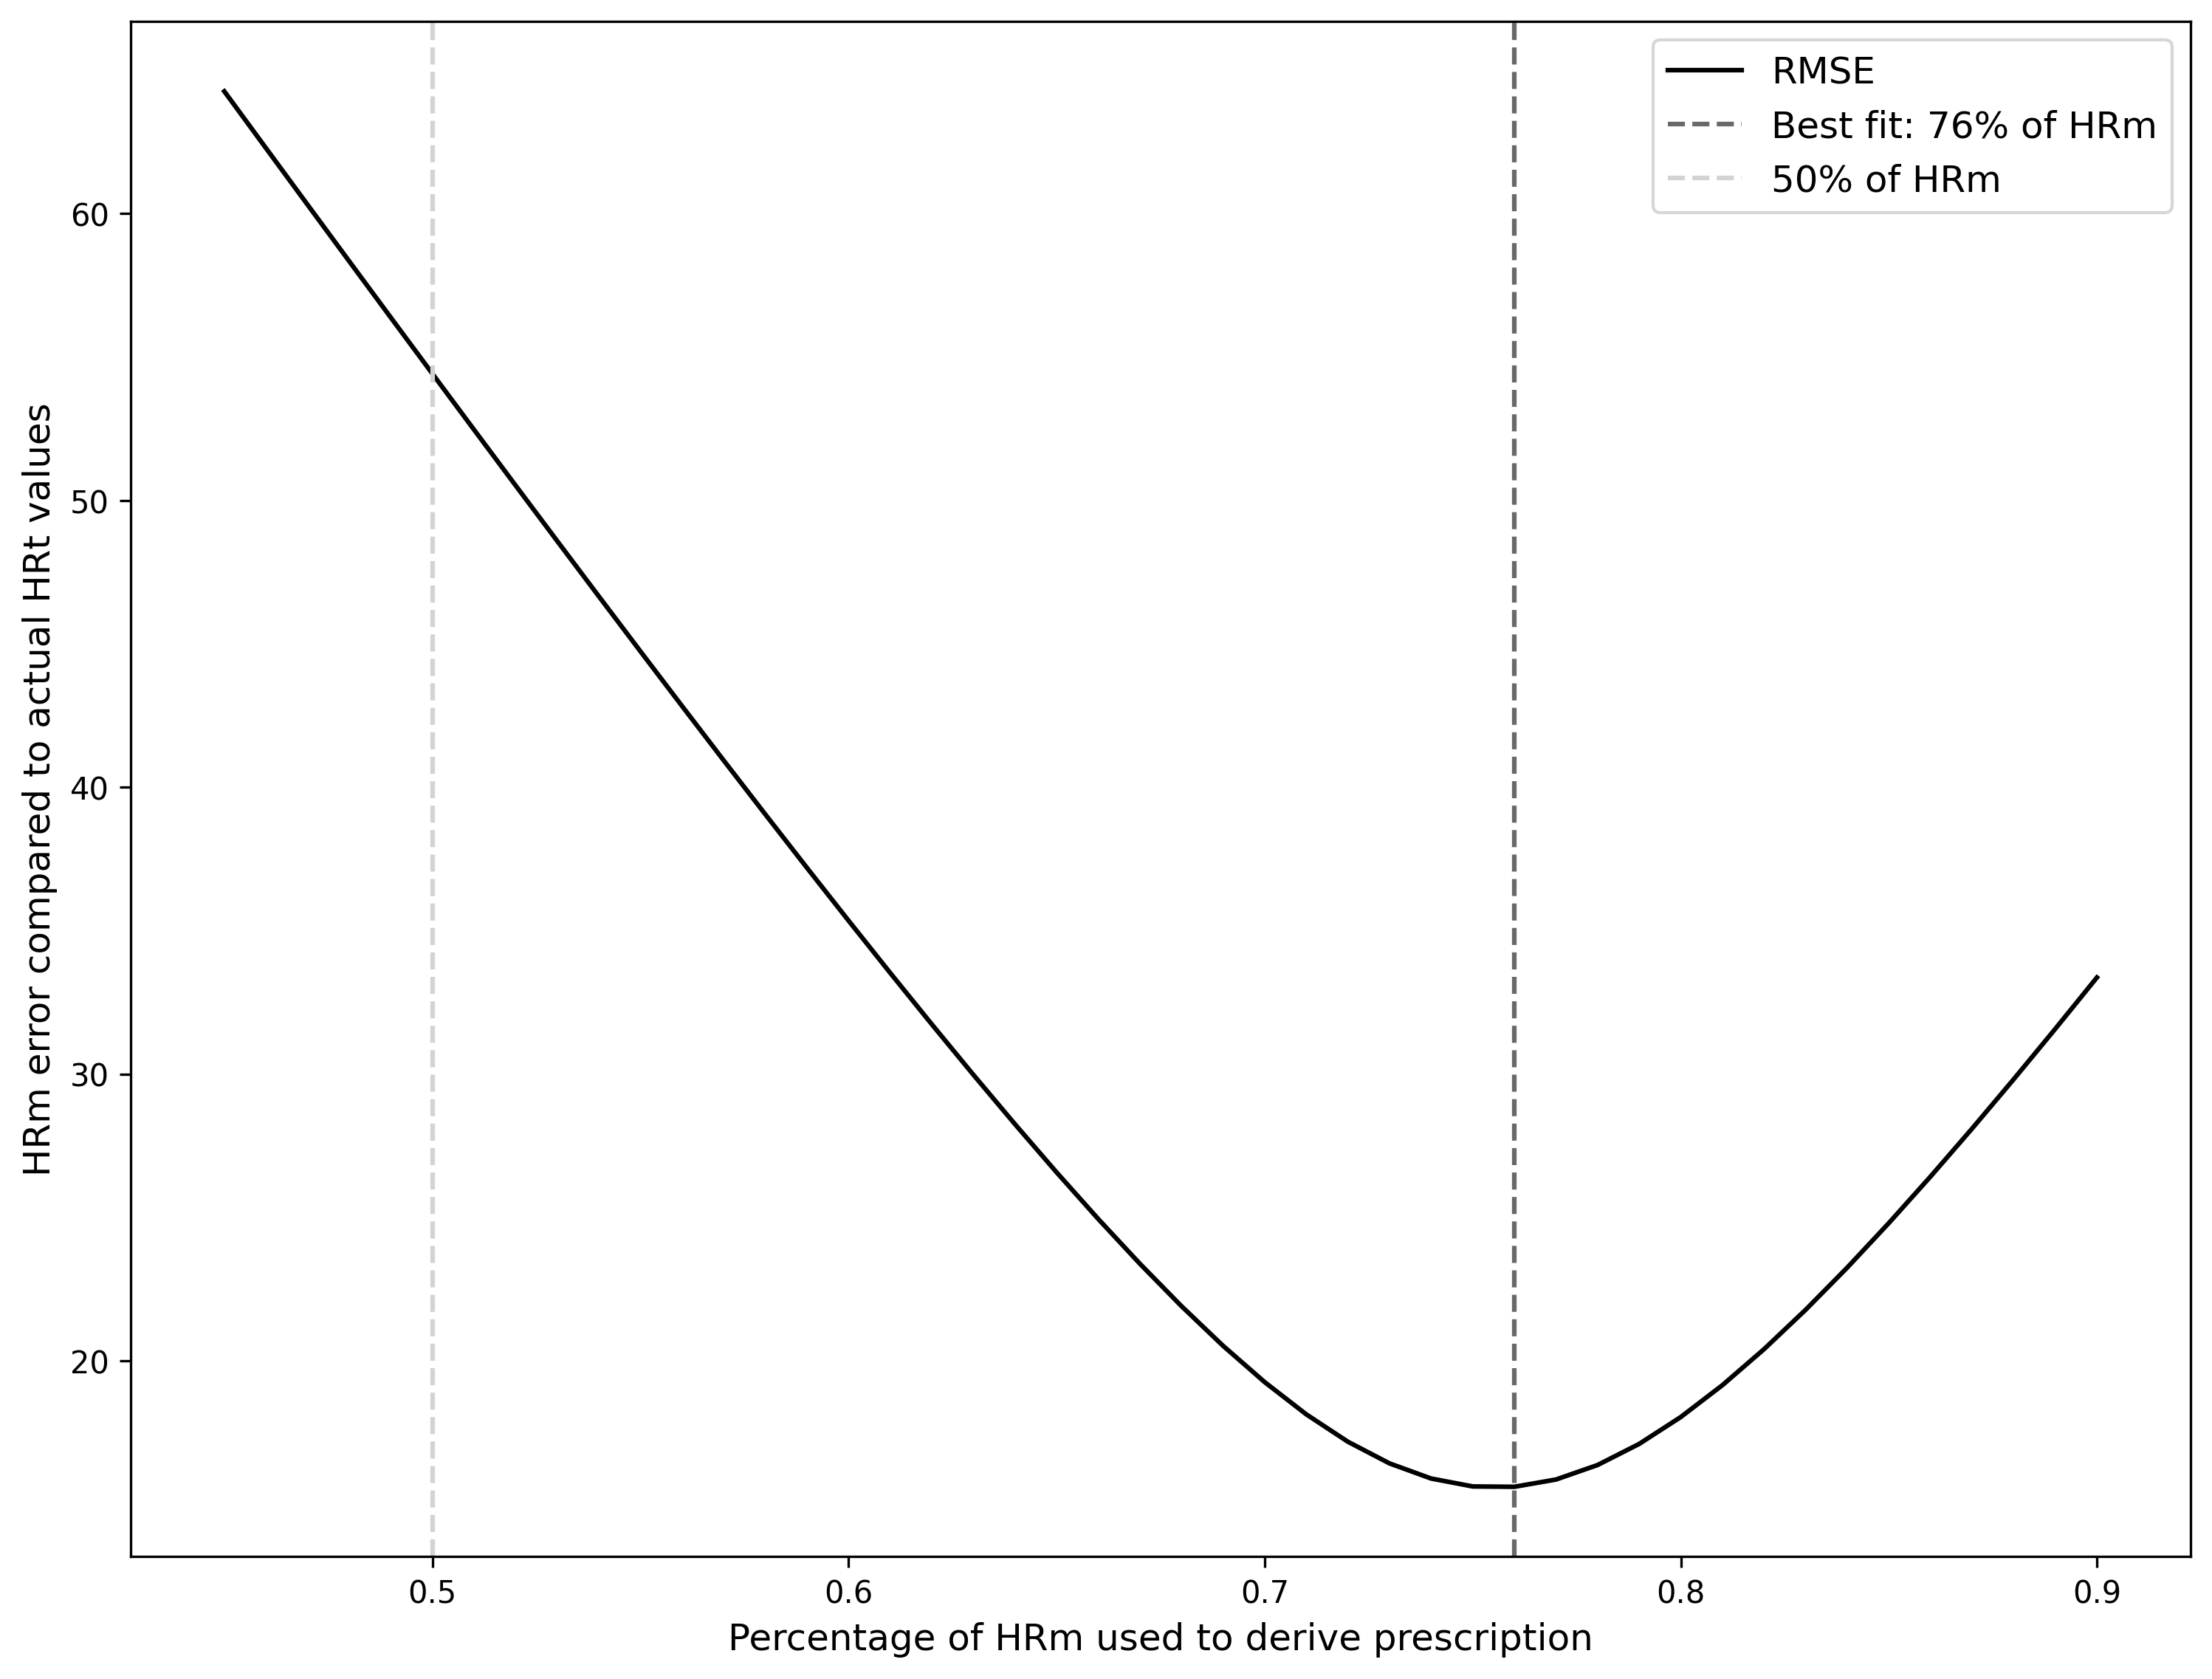 RMSE
Best fit: 76% of HRm
50% of HRm
HRm error compared to actual HRt values
60
50
40
30
20
0.5
0.6
0.7
0.8
0.9
Percentage of HRm used to derive prescription